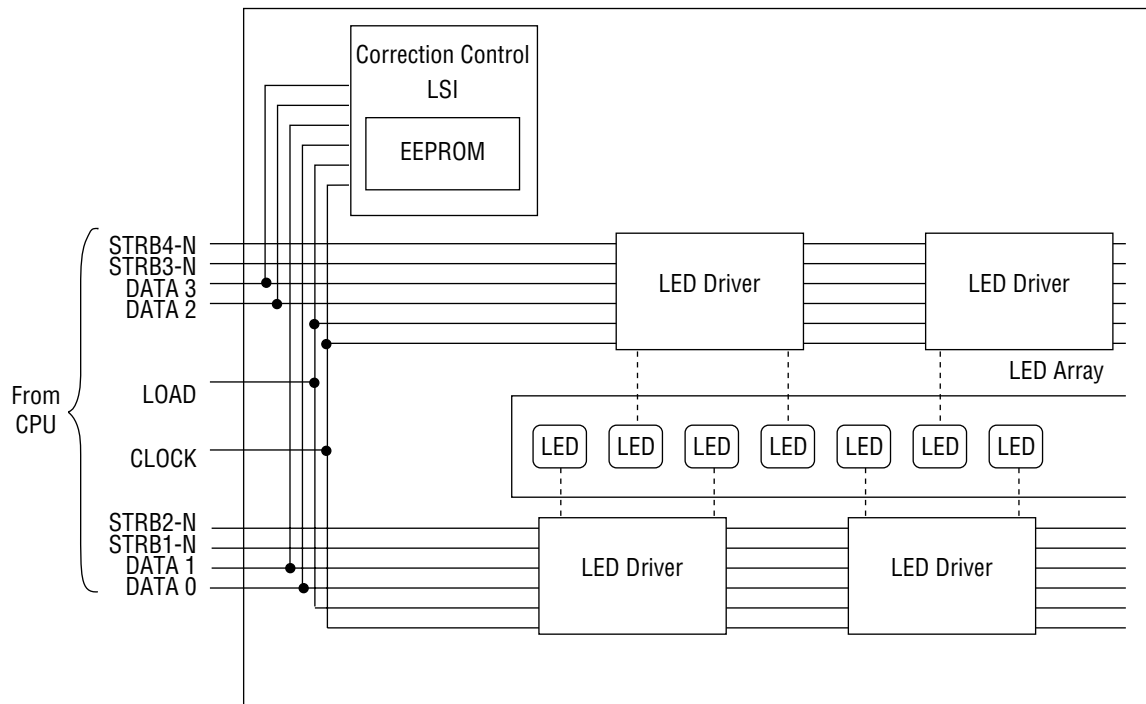 Correction Control
LSI
EEPROM
STRB4-N
STRB3-N
DATA 3
DATA 2
LED Driver
LED Driver
LED Array
From
CPU
LOAD
CLOCK
LED
LED
LED
LED
LED
LED
LED
STRB2-N
STRB1-N
DATA 1
DATA 0
LED Driver
LED Driver